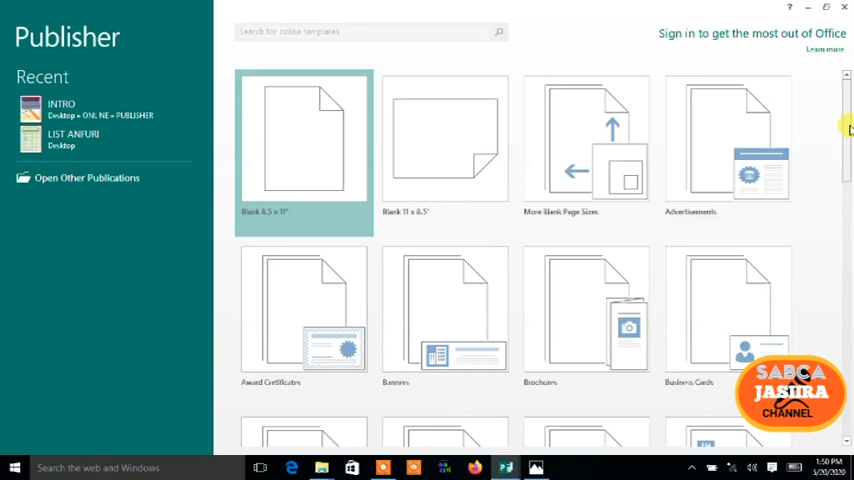 Publisher
Recent
INTRO
Desktop » ONLINE » PUBLISHER
LIST ANFURI
Desktop
Open Other Publications
Search for online templates
?
Sign in to get the most out of Office
Learn more
Blank 8.5 x 11"
Blank 11 x 8.5"
More Blank Page Sizes
Advertisements
Award Certificates
Banners
Brochures
Business Cards
SABCA
JASIIRA
CHANNEL
Search the web and Windows
1:50 PM
5/20/2020